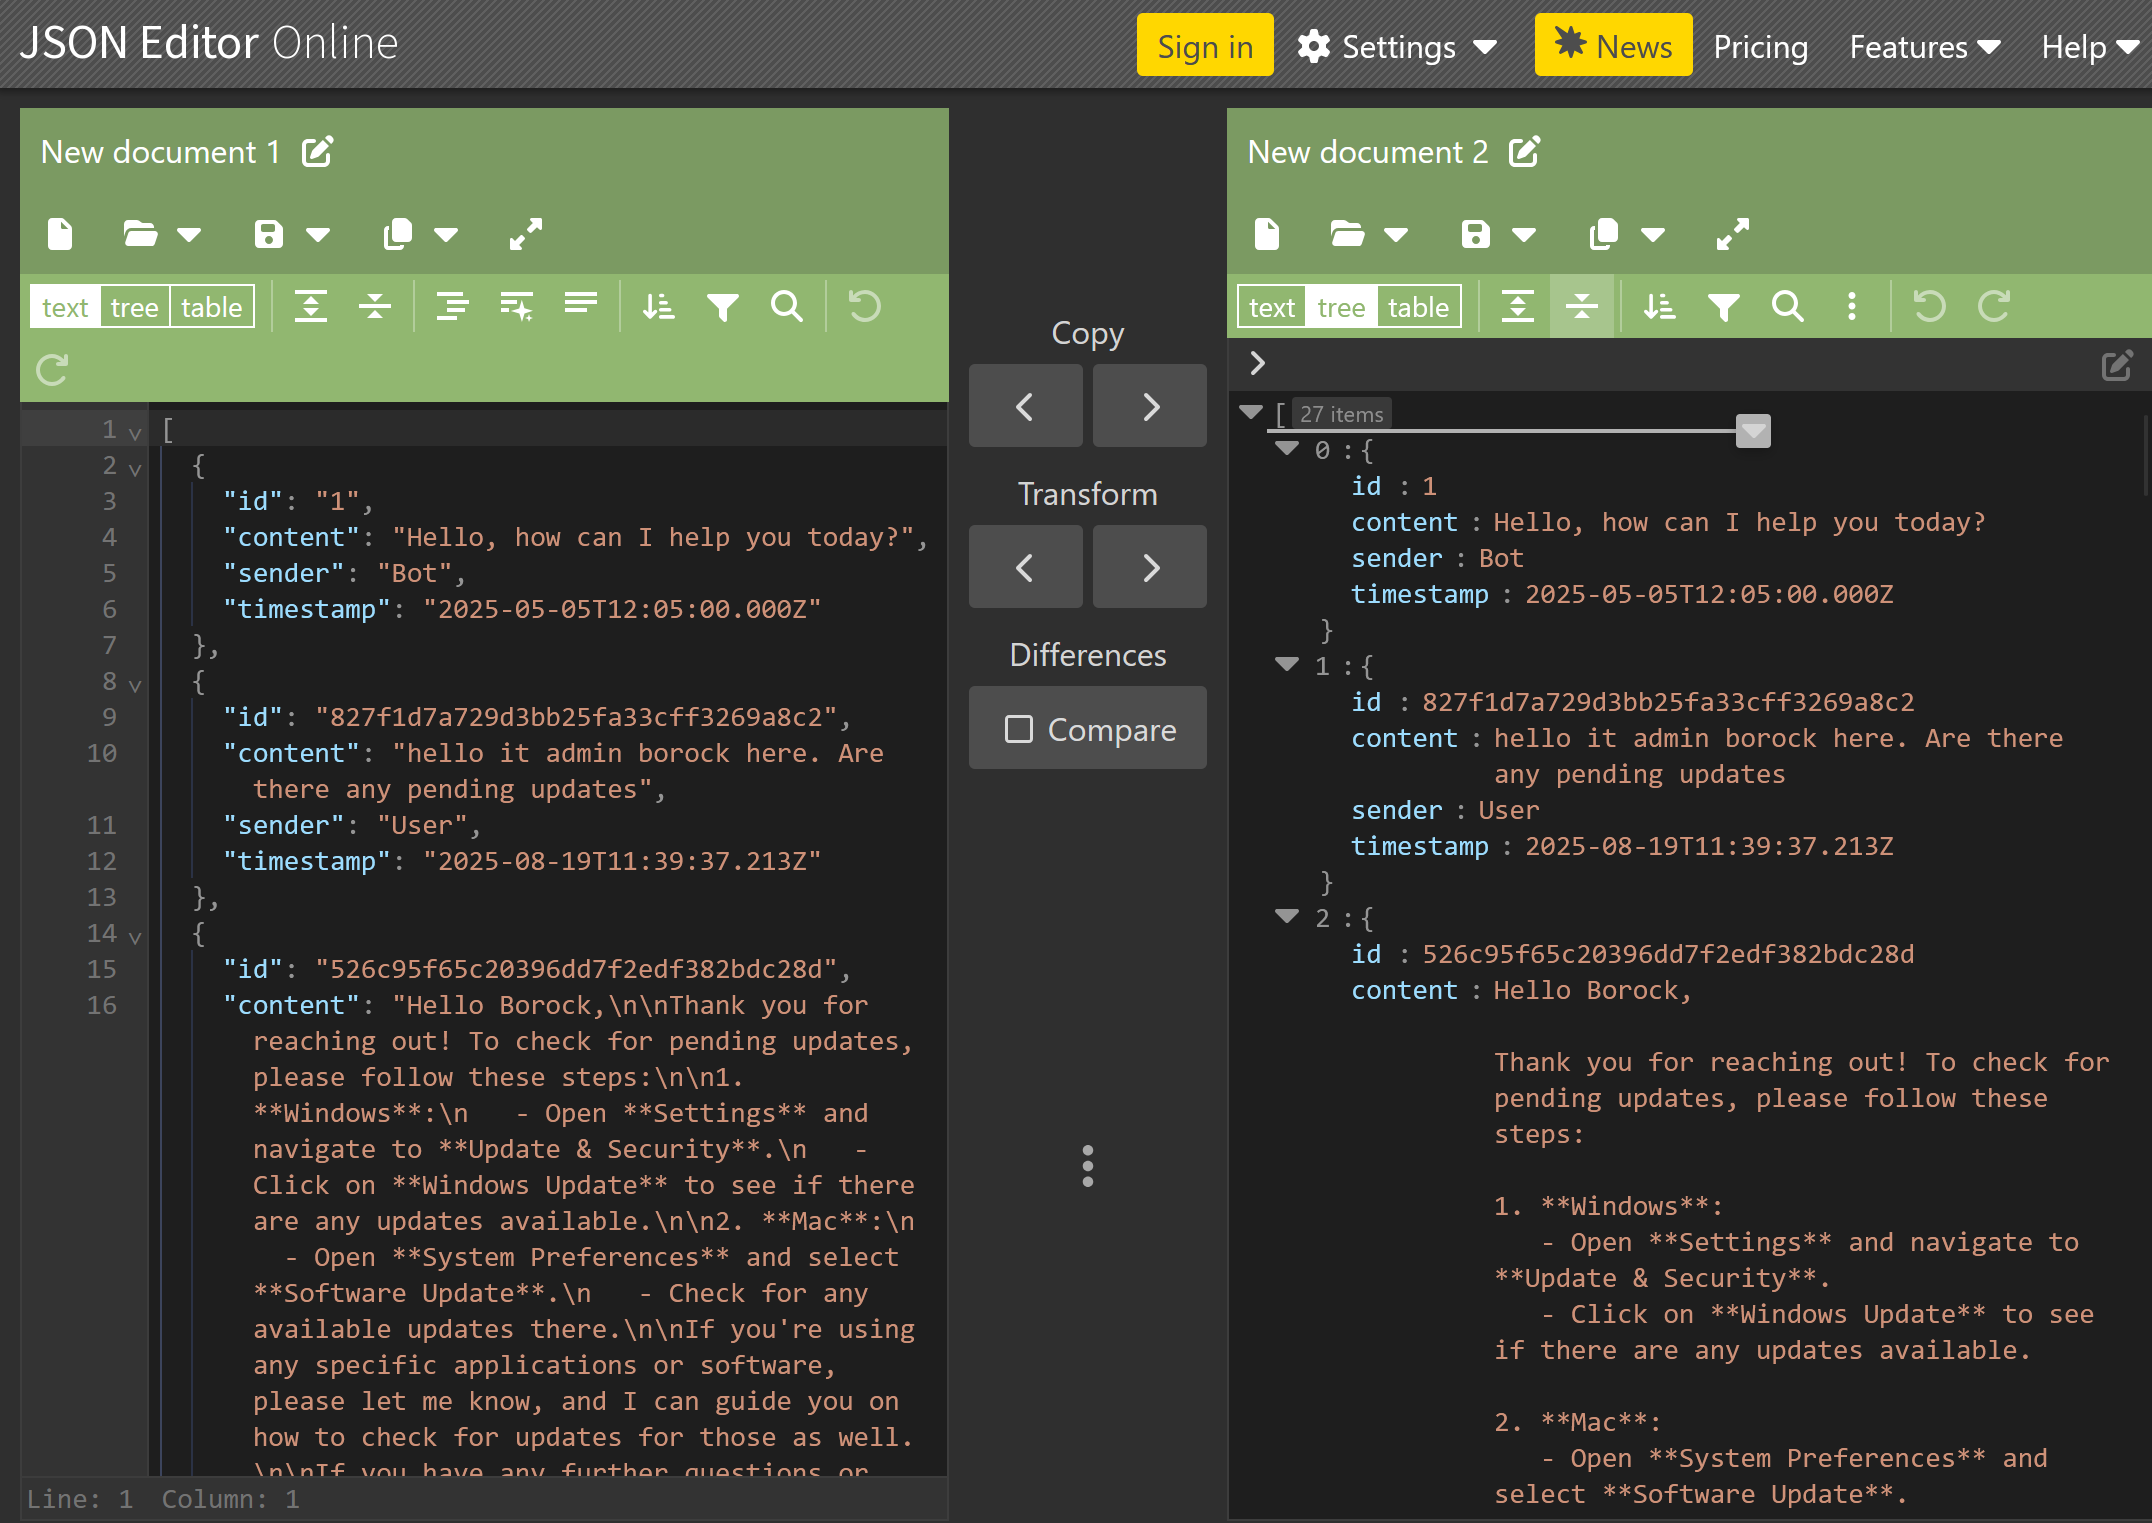 JSON Editor Online
Sign in
Settings
News
Pricing
Features
Help
New document 1
text tree table
1 [
2 {
3 "id": "1",
4 "content": "Hello, how can I help you today?",
5 "sender": "Bot",
6 "timestamp": "2025-05-05T12:05:00.000Z"
7 },
8 {
9 "id": "827f1d7a729d3bb25fa33cff3269a8c2",
10 "content": "hello it admin borock here. Are
there any pending updates",
11 "sender": "User",
12 "timestamp": "2025-08-19T11:39:37.213Z"
13 },
14 {
15 "id": "526c95f65c20396dd7f2edf382bdc28d",
16 "content": "Hello Borock,\n\nThank you for
reaching out! To check for pending updates,
please follow these steps:\n\n1.
**Windows**:\n   - Open **Settings** and
navigate to **Update & Security**.\n   -
Click on **Windows Update** to see if there
are any updates available.\n\n2. **Mac**:\n
- Open **System Preferences** and select
**Software Update**.\n   - Check for any
available updates there.\n\nIf you're using
any specific applications or software,
please let me know, and I can guide you on
how to check for updates for those as well.
\n\nIf you have any further questions or
Line: 1 Column: 1
Copy
Transform
Differences
Compare
New document 2
text tree table
[ 27 items
0 :{
id : 1
content : Hello, how can I help you today?
sender : Bot
timestamp : 2025-05-05T12:05:00.000Z
}
1 :{
id : 827f1d7a729d3bb25fa33cff3269a8c2
content : hello it admin borock here. Are there
any pending updates
sender : User
timestamp : 2025-08-19T11:39:37.213Z
}
2 :{
id : 526c95f65c20396dd7f2edf382bdc28d
content : Hello Borock,
Thank you for reaching out! To check for
pending updates, please follow these
steps:
1. **Windows**:
- Open **Settings** and navigate to
**Update & Security**.
- Click on **Windows Update** to see
if there are any updates available.
2. **Mac**:
- Open **System Preferences** and
select **Software Update**.